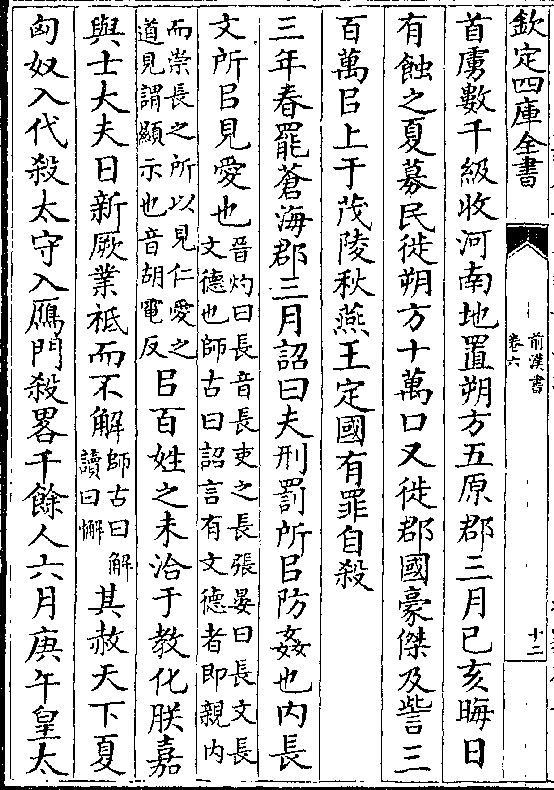 欽定四庫全書
前漢書
卷六
十二
首虜數千級收河南地置朔方五原郡三月己亥晦日
有蝕之夏募民徙朔方十萬口又徙郡國豪傑及訾三
百萬㠯上于茂陵秋燕王定國有罪自殺
三年春罷蒼海郡三月詔曰夫刑罰所㠯防姦也内長
文所㠯見愛也
晉灼曰長音長吏之長張晏曰長文長
文德也師古曰詔言有文德者即親内
而崇長之所以見仁愛之
道見謂顯示也音胡電反
㠯百姓之未洽于教化朕嘉
與士大夫日新厥業祗而不解
師古曰解
讀曰懈
其赦天下夏
匈奴入代殺太守入鴈門殺畧千餘人六月庚午皇太